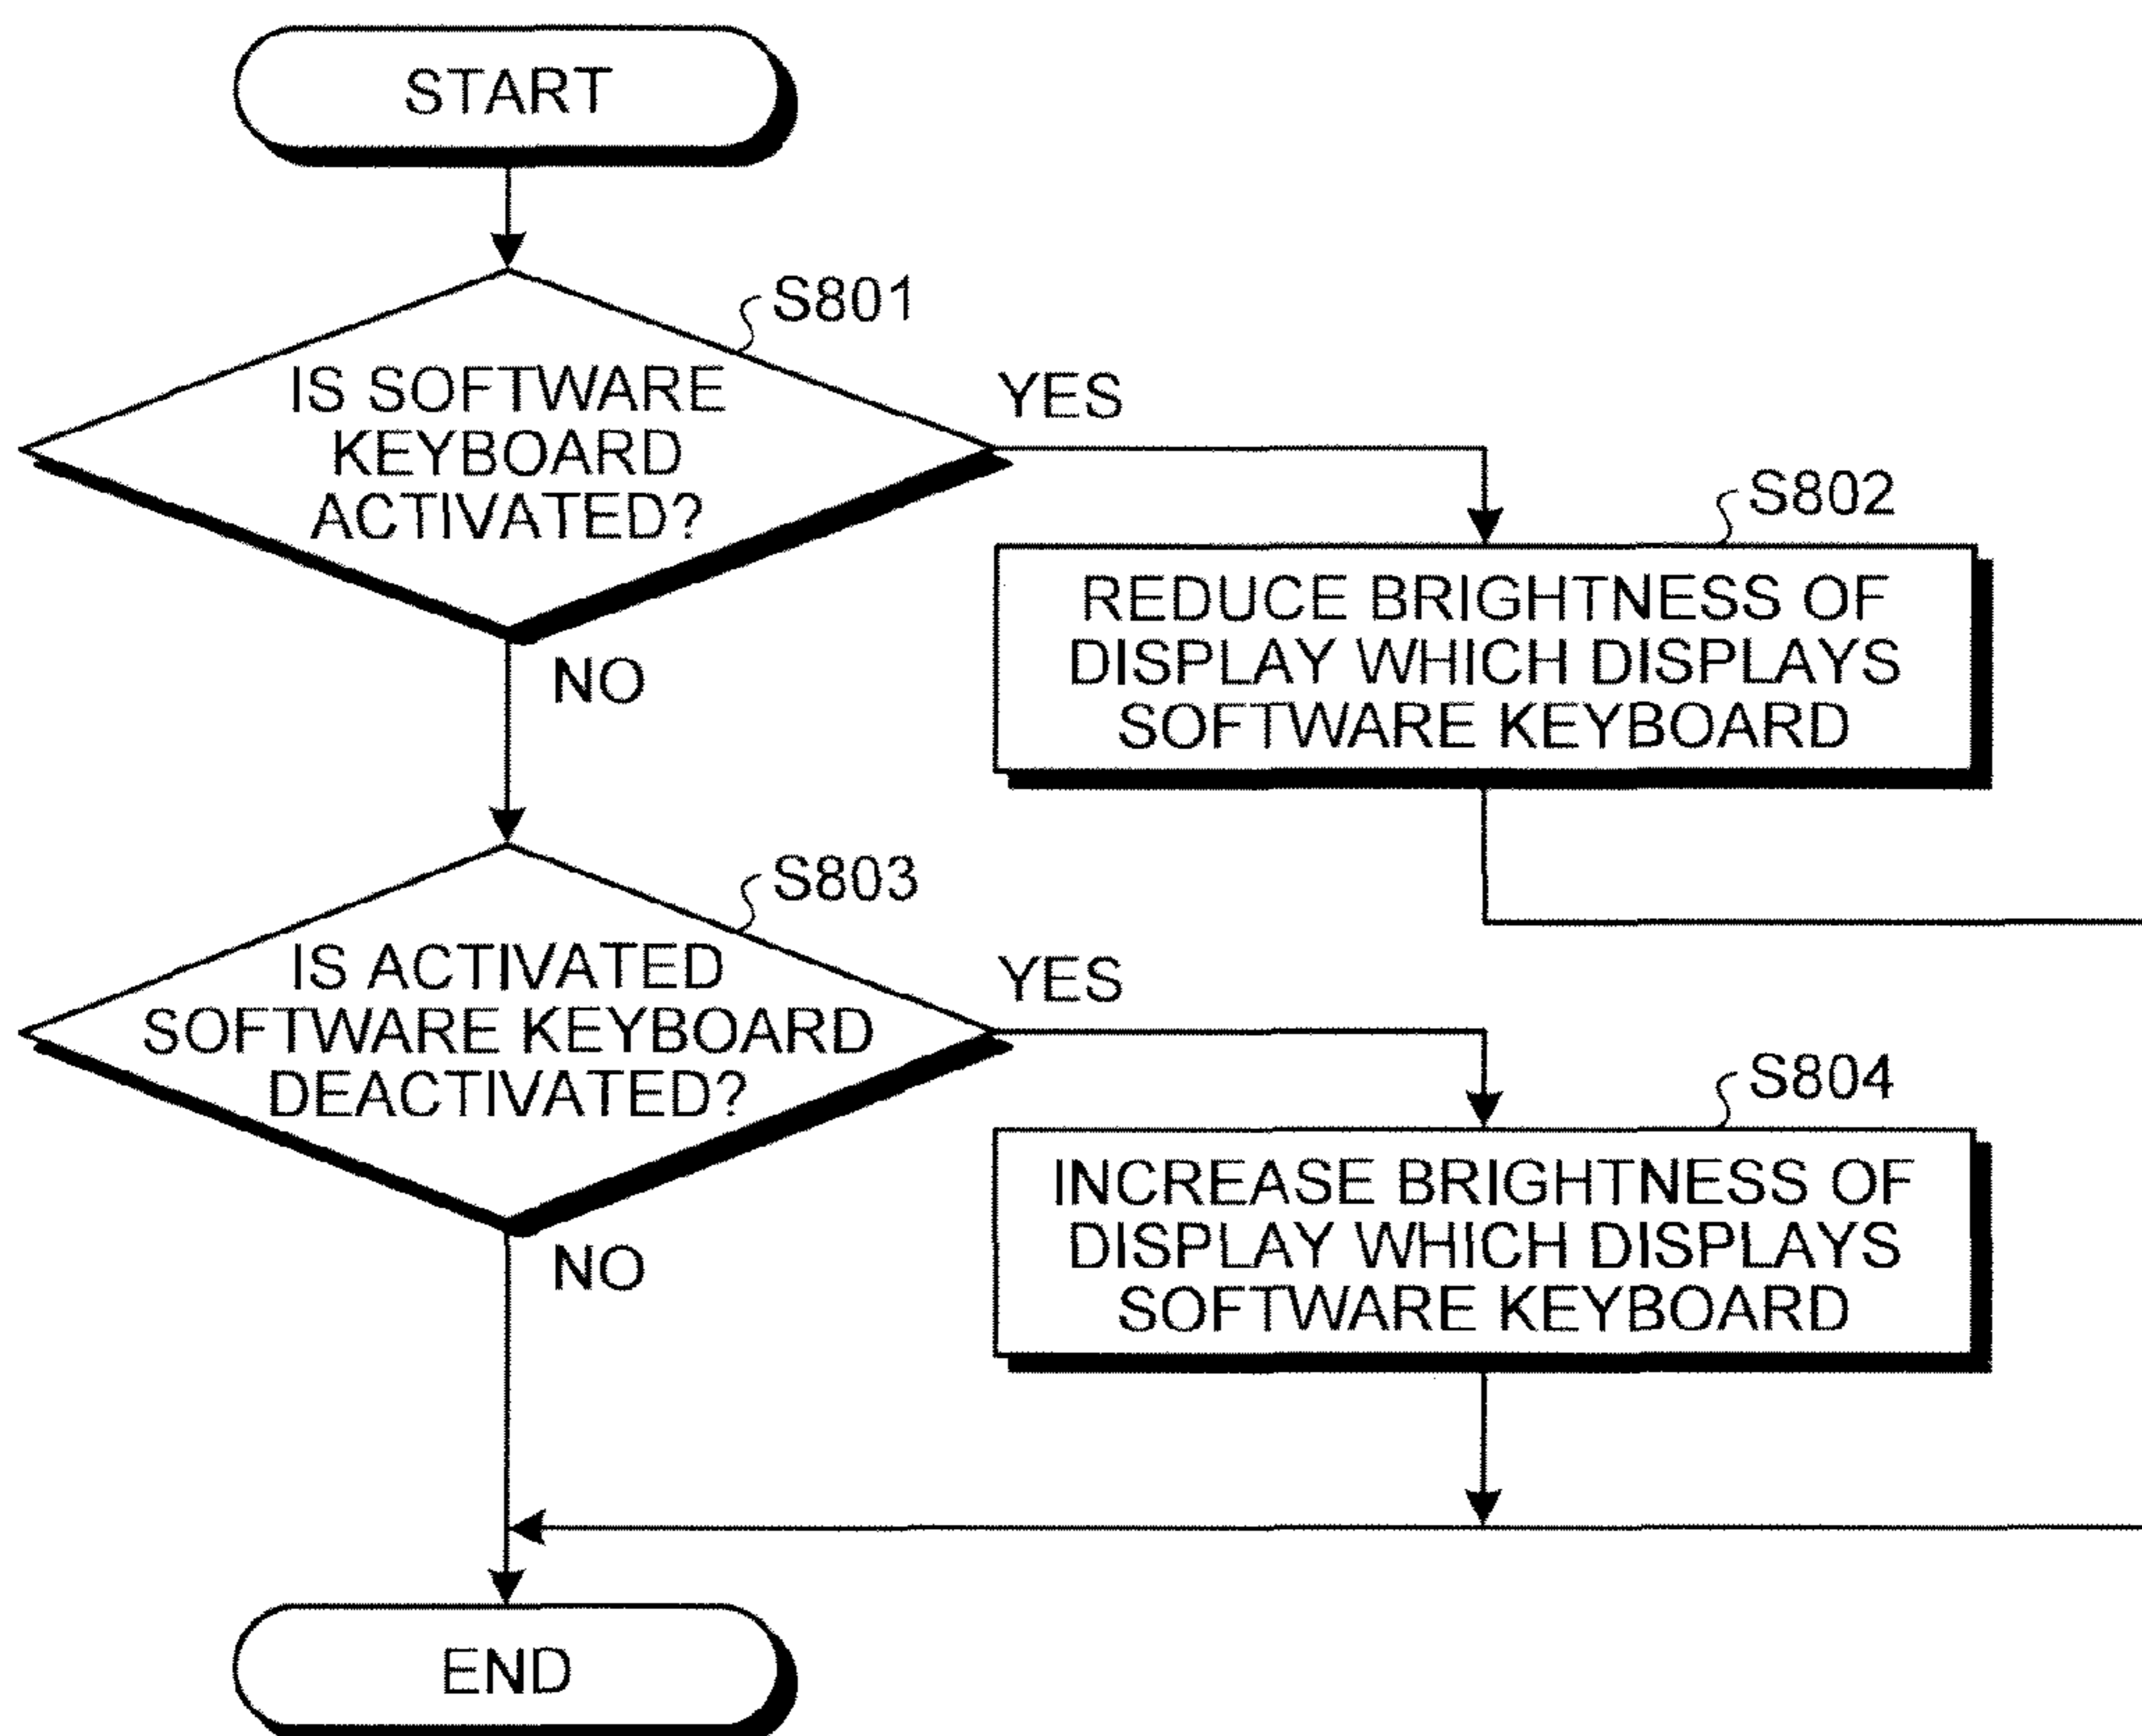 START
S801
IS SOFTWARE
KEYBOARD
ACTIVATED?
YES
NO
S802
REDUCE BRIGHTNESS OF
DISPLAY WHICH DISPLAYS
SOFTWARE KEYBOARD
S803
IS ACTIVATED
SOFTWARE KEYBOARD
DEACTIVATED?
YES
NO
S804
INCREASE BRIGHTNESS OF
DISPLAY WHICH DISPLAYS
SOFTWARE KEYBOARD
END